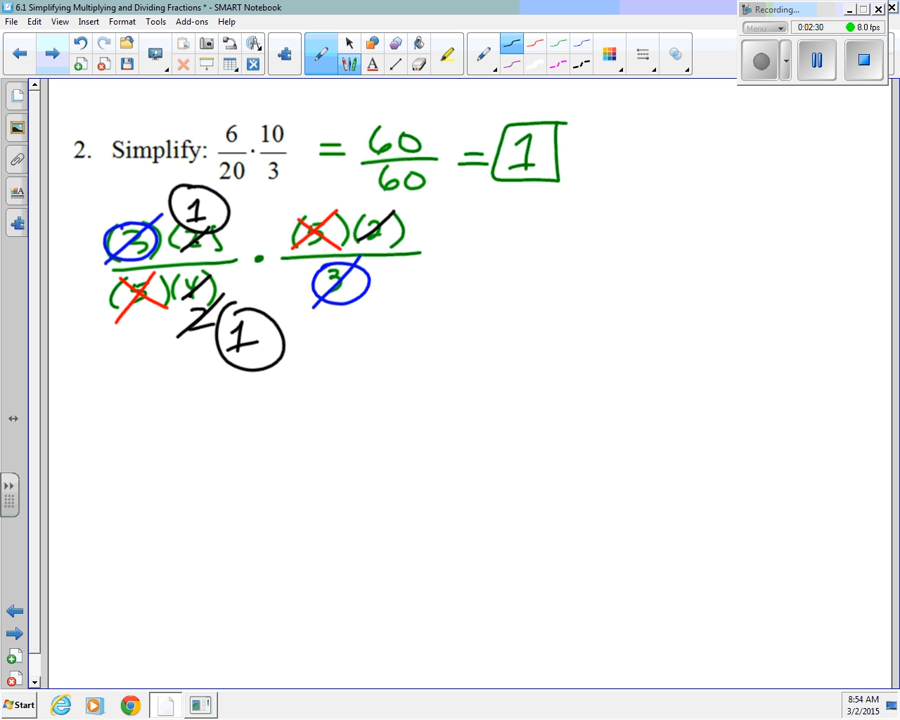 6.1 Simplifying Multiplying and Dividing Fractions * - SMART Notebook
Recording...
File Edit View Insert Format Tools Add-ons Help
Menu 0:02:30 8.0 fps
2. Simplify: 6/20 · 10/3 = 60/60 = 1
1
(3)(2)/(5)(4) · (5)(2)/3
2 1
Start
8:54 AM
3/2/2015